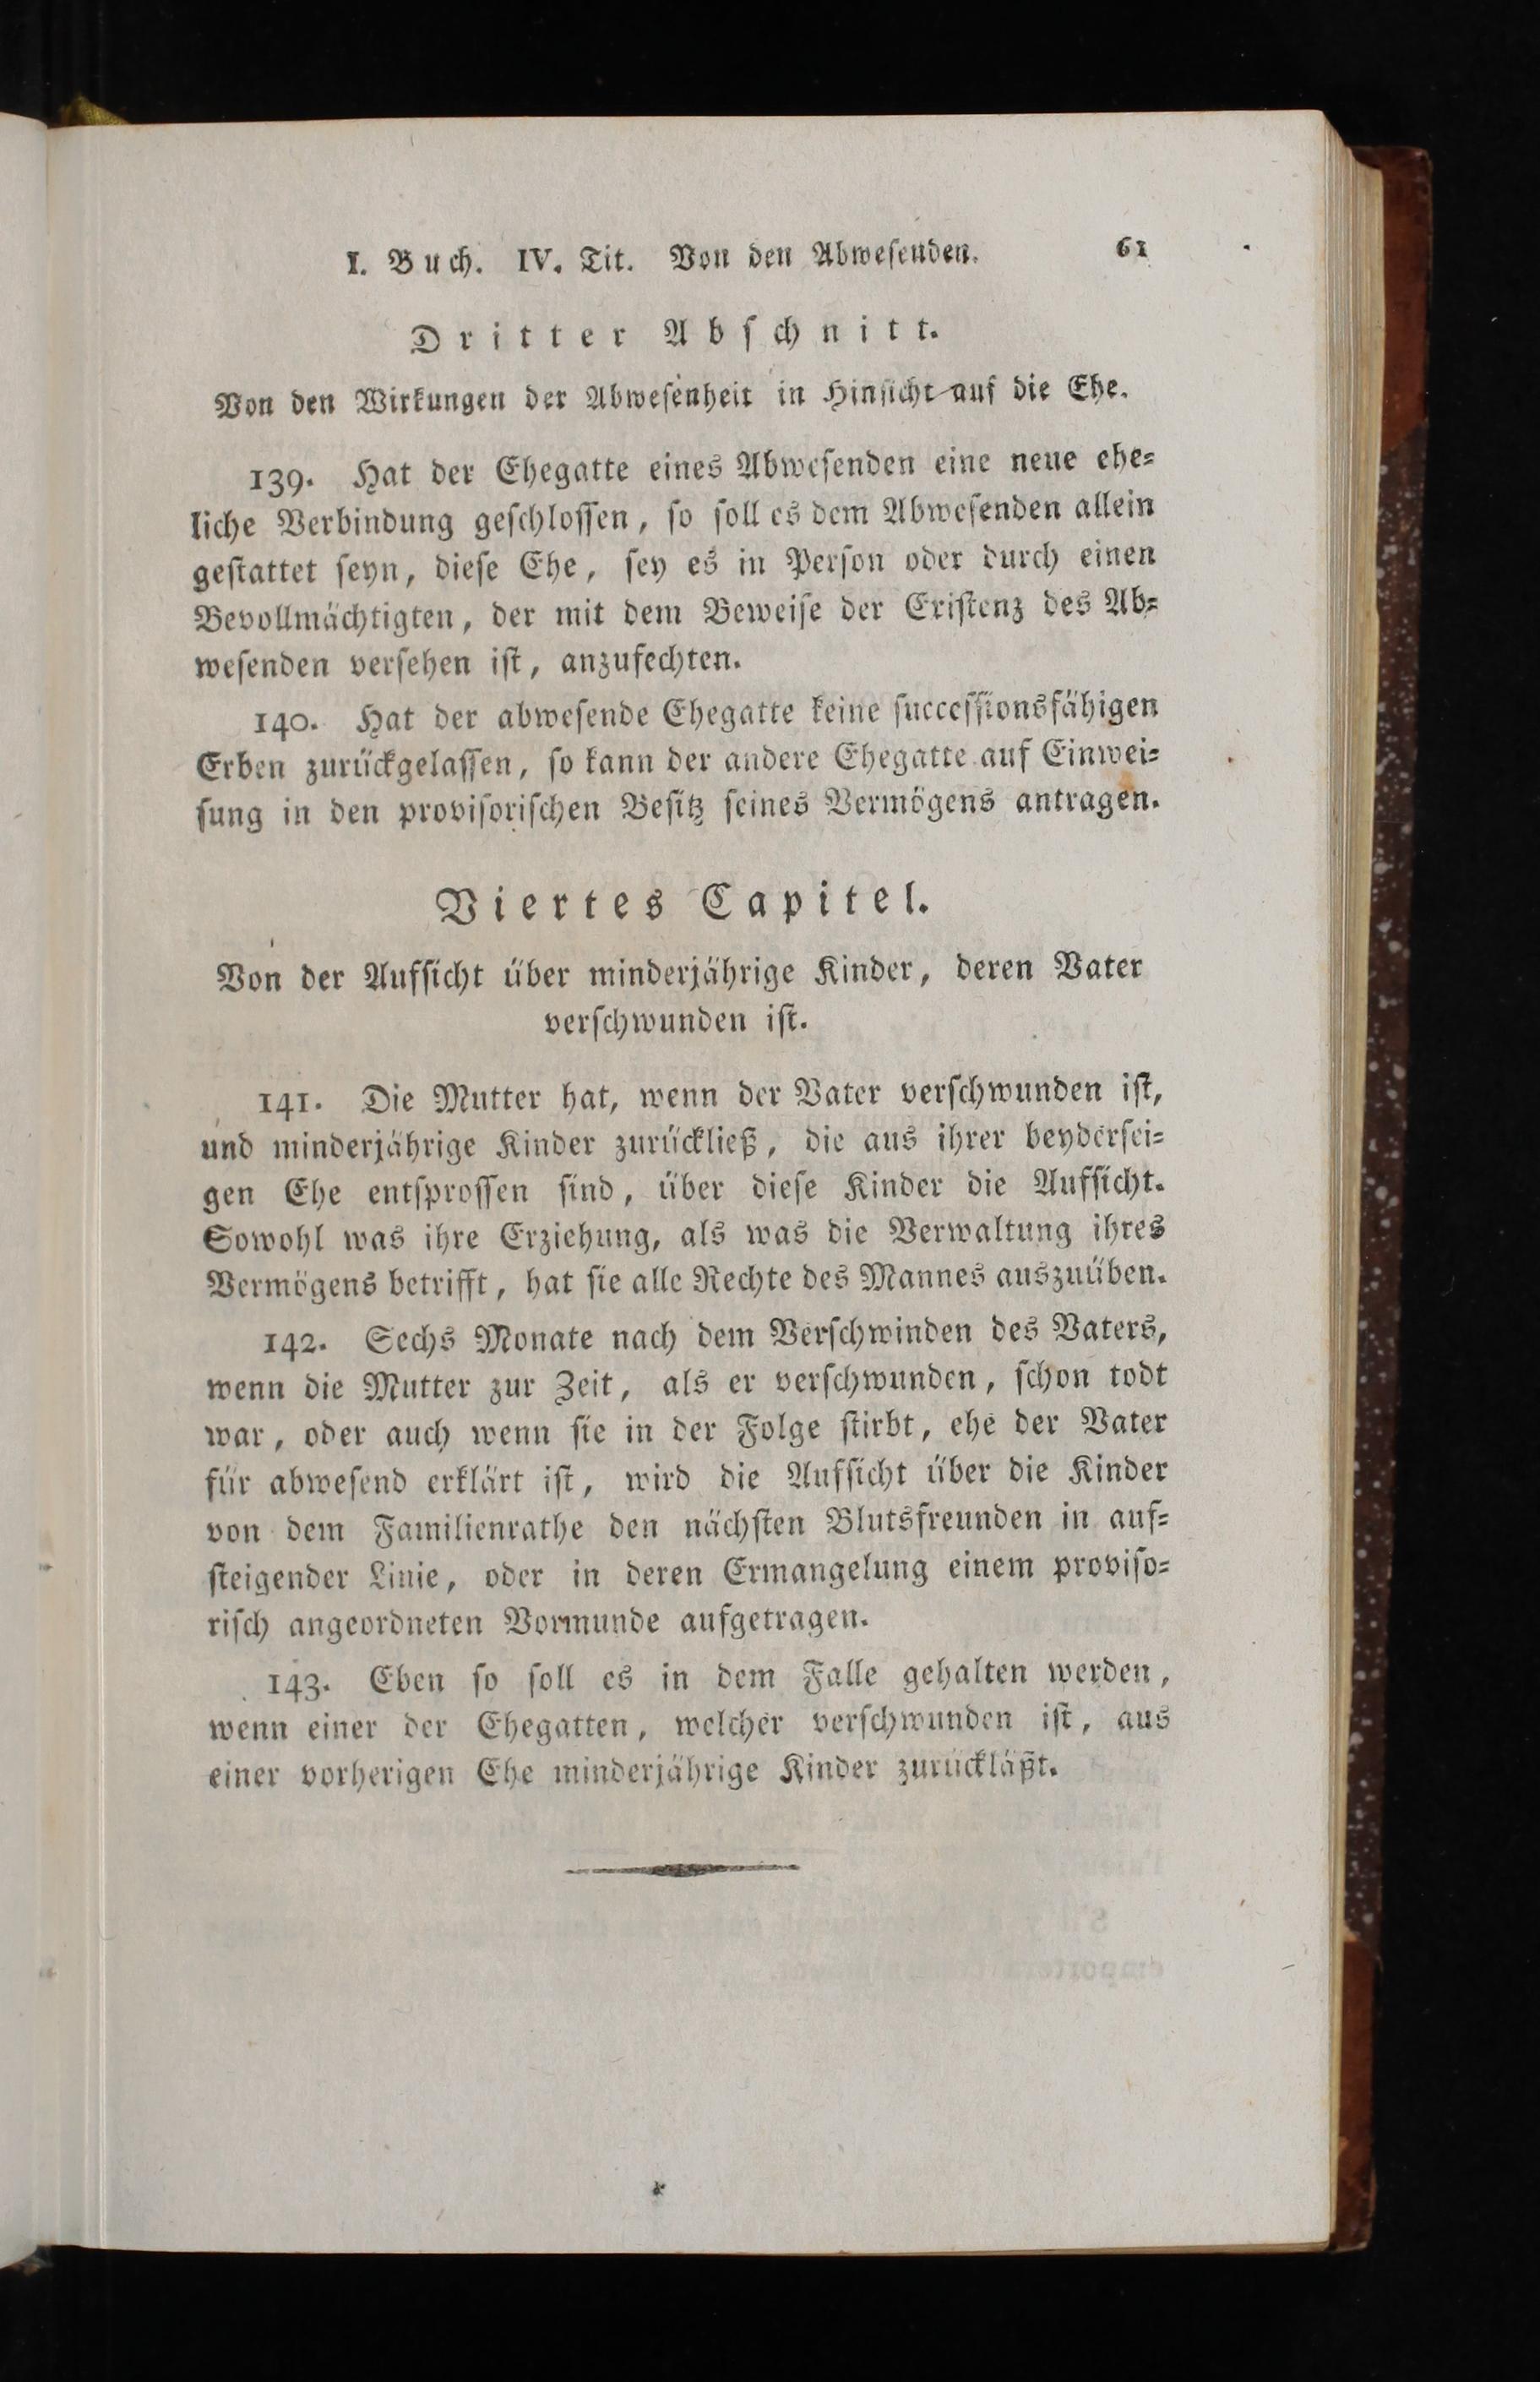 I. Buch. IV. Tit. Von den Abwesenden. 61
Dritter Abschnitt.
Von den Wirkungen der Abwesenheit in Hinsicht auf die Ehe.
139. Hat der Ehegatte eines Abwesenden eine neue ehe-
liche Verbindung geschlossen, so soll es dem Abwesenden allein
gestattet seyn, diese Ehe, sey es in Person oder durch einen
Bevollmächtigten, der mit dem Beweise der Existenz des Ab-
wesenden versehen ist, anzufechten.
140. Hat der abwesende Ehegatte keine successionsfähigen
Erben zurückgelassen, so kann der andere Ehegatte auf Einwei-
sung in den provisorischen Besitz seines Vermögens antragen.
Viertes Capitel.
Von der Aufsicht über minderjährige Kinder, deren Vater
verschwunden ist.
141. Die Mutter hat, wenn der Vater verschwunden ist,
und minderjährige Kinder zurückließ, die aus ihrer beydersei-
gen Ehe entsprossen sind, über diese Kinder die Aufsicht.
Sowohl was ihre Erziehung, als was die Verwaltung ihres
Vermögens betrifft, hat sie alle Rechte des Mannes auszuüben.
142. Sechs Monate nach dem Verschwinden des Vaters,
wenn die Mutter zur Zeit, als er verschwunden, schon todt
war, oder auch wenn sie in der Folge stirbt, ehe der Vater
für abwesend erklärt ist, wird die Aufsicht über die Kinder
von dem Familienrathe den nächsten Blutsfreunden in auf-
steigender Linie, oder in deren Ermangelung einem proviso-
risch angeordneten Vormunde aufgetragen.
143. Eben so soll es in dem Falle gehalten werden,
wenn einer der Ehegatten, welcher verschwunden ist, aus
einer vorherigen Ehe minderjährige Kinder zurückläßt.